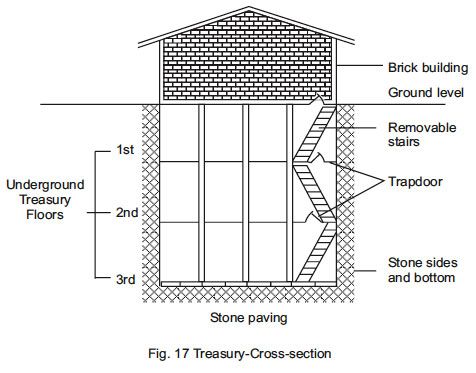 Brick building
Ground level
Removable
stairs
1st
Underground
Treasury
Floors
Trapdoor
2nd
Stone sides
and bottom
3rd
Stone paving
Fig. 17 Treasury-Cross-section